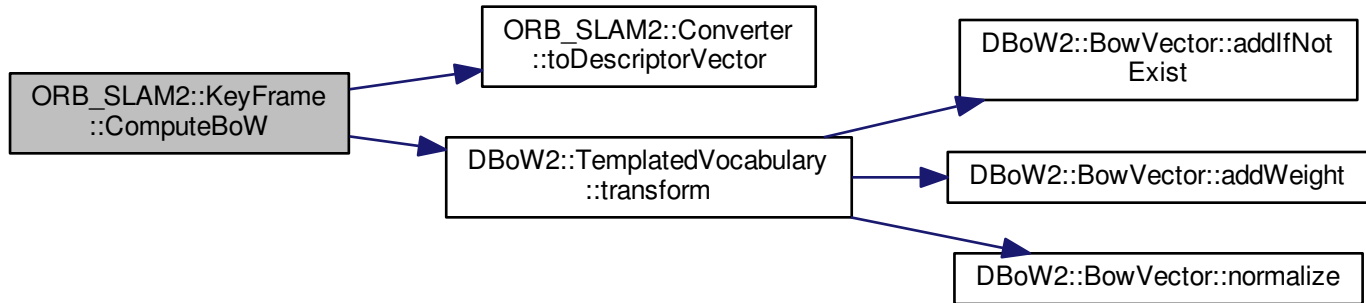 ORB_SLAM2::KeyFrame
::ComputeBoW
ORB_SLAM2::Converter
::toDescriptorVector
DBoW2::TemplatedVocabulary
::transform
DBoW2::BowVector::addIfNot
Exist
DBoW2::BowVector::addWeight
DBoW2::BowVector::normalize